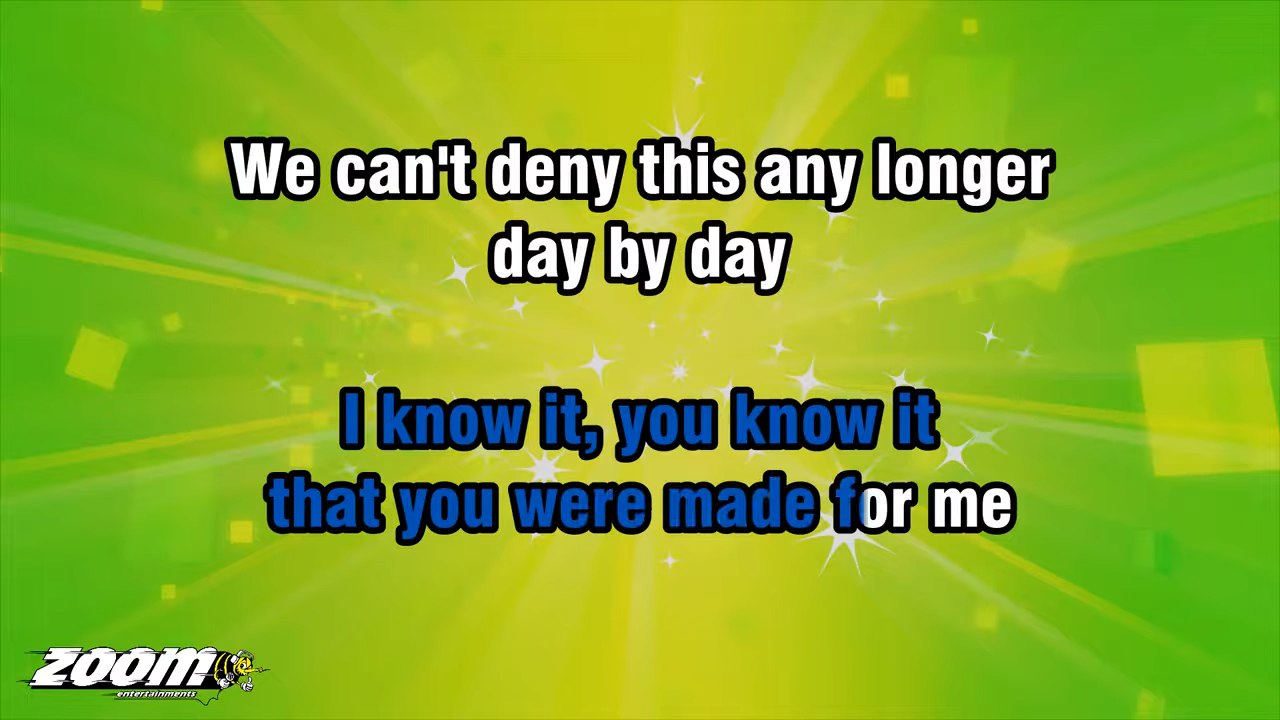 We can't deny this any longer
day by day
I know it, you know it
that you were made for me
ZOOM
entertainments